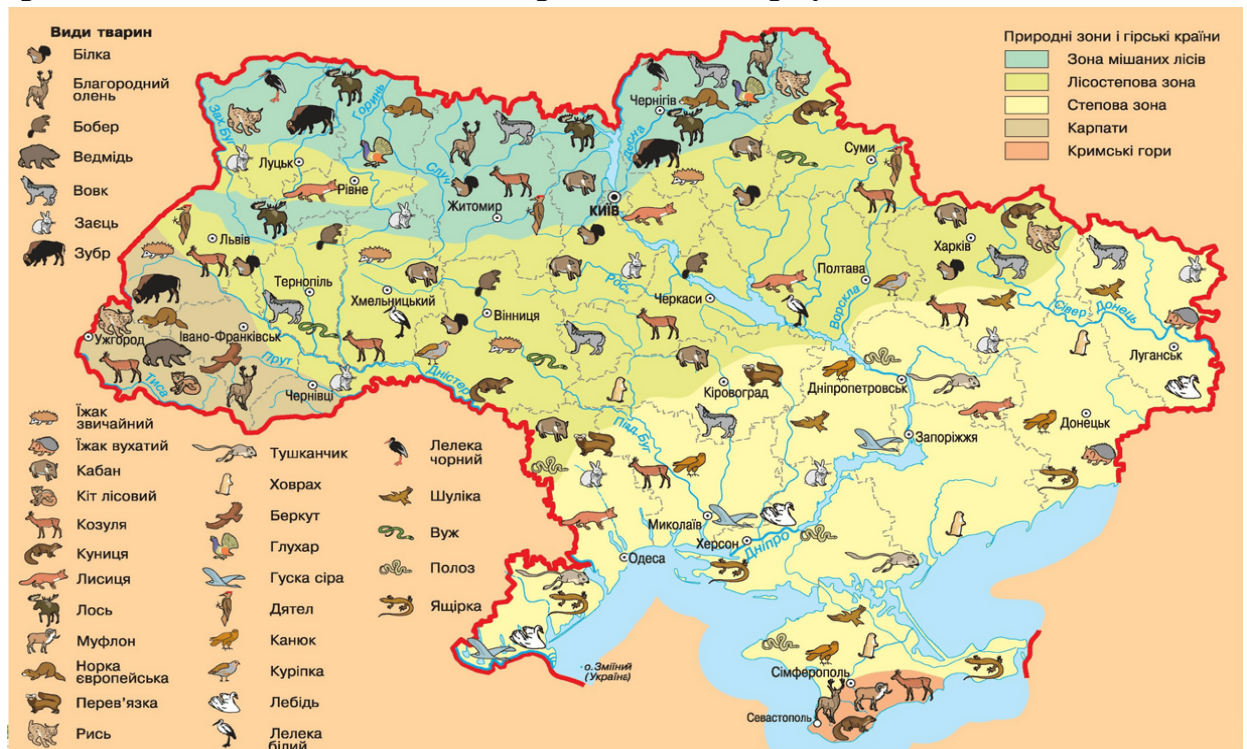 Види тварин
Білка
Благородний
олень
Бобер
Ведмідь
Вовк
Заєць
Зубр
Природні зони і гірські країни
Зона мішаних лісів
Лісостепова зона
Степова зона
Карпати
Кримські гори
Чернігів
Десна
Горинь
Зах. Буг
Луцьк
Рівне
Случ
Житомир
КИЇВ
Суми
Львів
Тернопіль
Хмельницький
Вінниця
Рось
Черкаси
Полтава
Ворскла
Харків
Сівер. Донець
Луганськ
Ужгород
Івано-Франківськ
Тиса
Прут
Чернівці
Дністер
Кіровоград
Дніпропетровськ
Донецьк
Запоріжжя
Півд. Буг
Миколаїв
Херсон
Дніпро
Одеса
о. Зміїний
(Україна)
Сімферополь
Севастополь
Їжак
звичайний
Їжак вухатий
Кабан
Кіт лісовий
Козуля
Куниця
Лисиця
Лось
Муфлон
Норка
європейська
Перев’язка
Рись
Тушканчик
Ховрах
Беркут
Глухар
Гуска сіра
Дятел
Канюк
Куріпка
Лебідь
Лелека
білий
Лелека
чорний
Шуліка
Вуж
Полоз
Ящірка